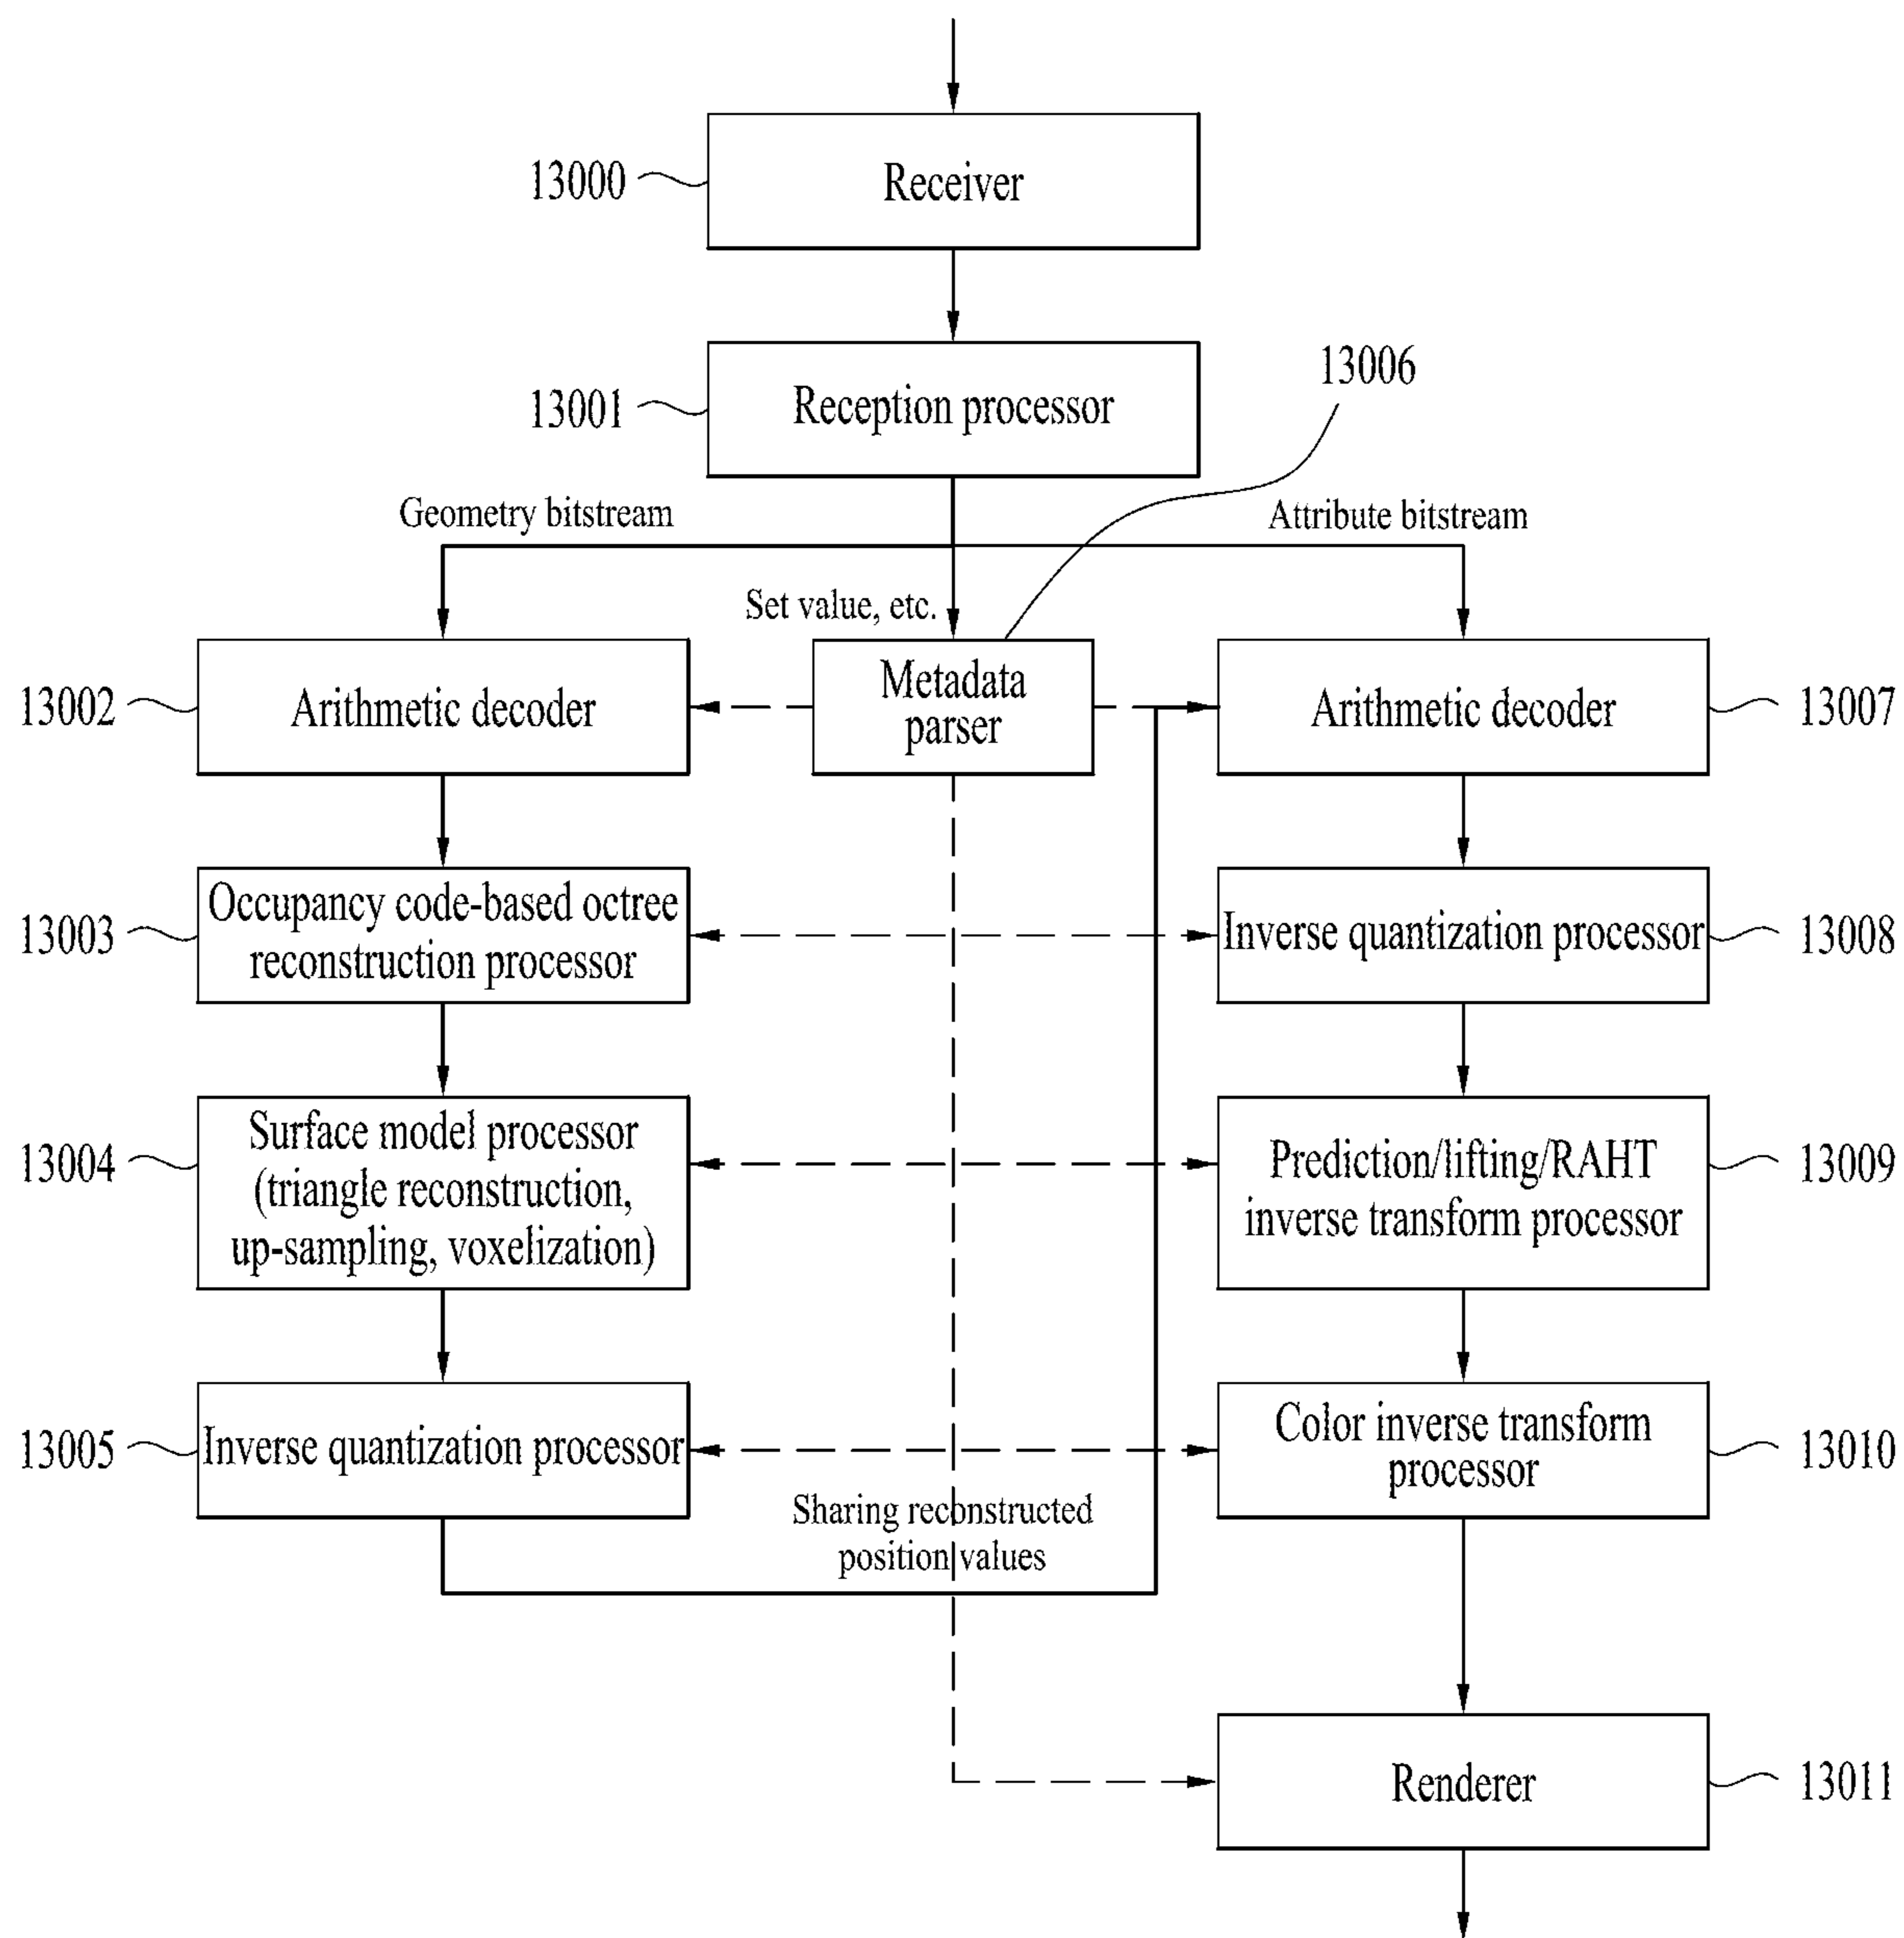 13000
Receiver
13001
Reception processor
13006
Geometry bitstream
Attribute bitstream
Set value, etc.
13002
Arithmetic decoder
Metadata
parser
Arithmetic decoder
13007
13003
Occupancy code-based octree
reconstruction processor
Inverse quantization processor
13008
13004
Surface model processor
(triangle reconstruction,
up-sampling, voxelization)
Prediction/lifting/RAHT
inverse transform processor
13009
13005
Inverse quantization processor
Color inverse transform
processor
13010
Sharing reconstructed
position values
Renderer
13011